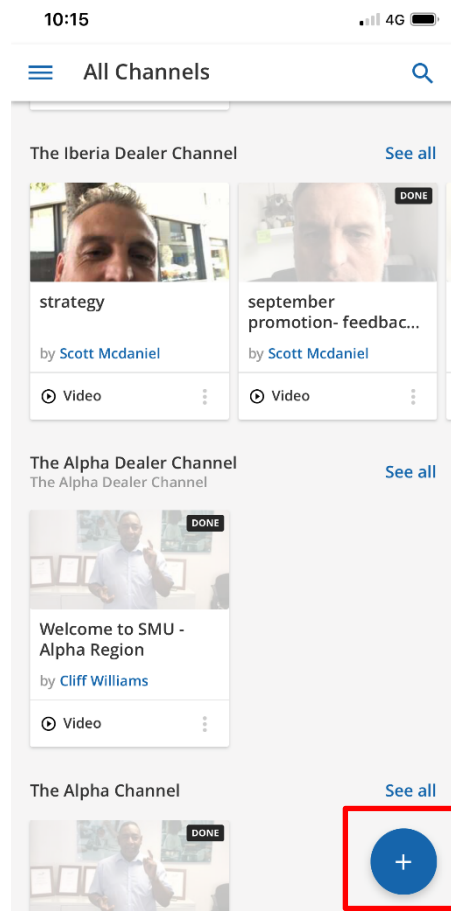 10:15 4G
All Channels
The Iberia Dealer Channel See all
DONE
strategy
by Scott Mcdaniel
Video
september
promotion- feedbac...
by Scott Mcdaniel
Video
The Alpha Dealer Channel See all
The Alpha Dealer Channel
DONE
Welcome to SMU -
Alpha Region
by Cliff Williams
Video
The Alpha Channel See all
DONE
+